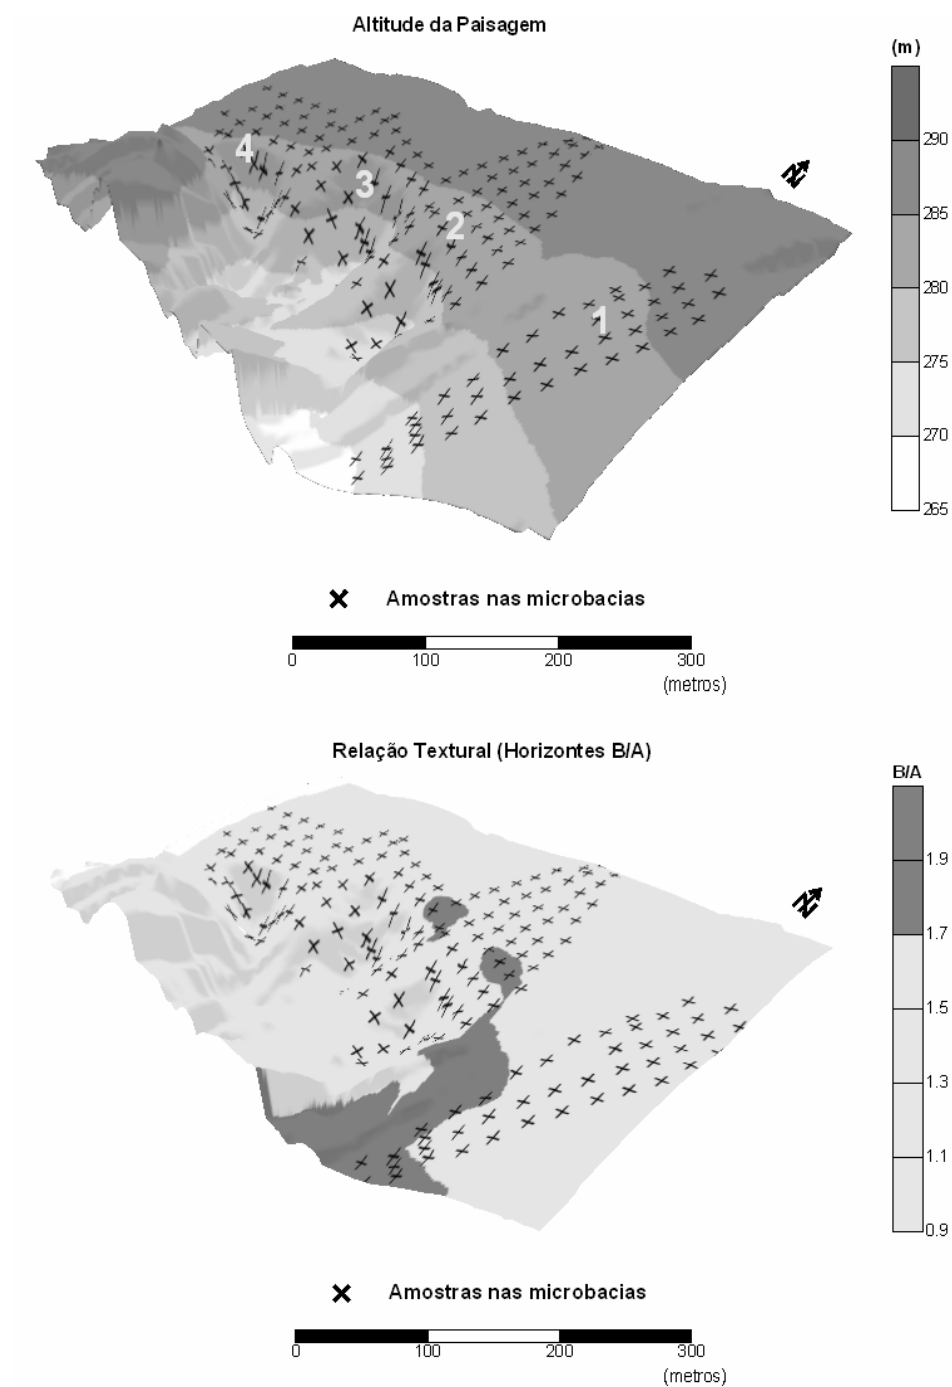 Altitude da Paisagem
(m)
290
285
280
275
270
265
4
3
2
1
N
Amostras nas microbacias
0 100 200 300
(metros)
Relação Textural (Horizontes B/A)
B/A
1.9
1.7
1.5
1.3
1.1
0.9
N
Amostras nas microbacias
0 100 200 300
(metros)